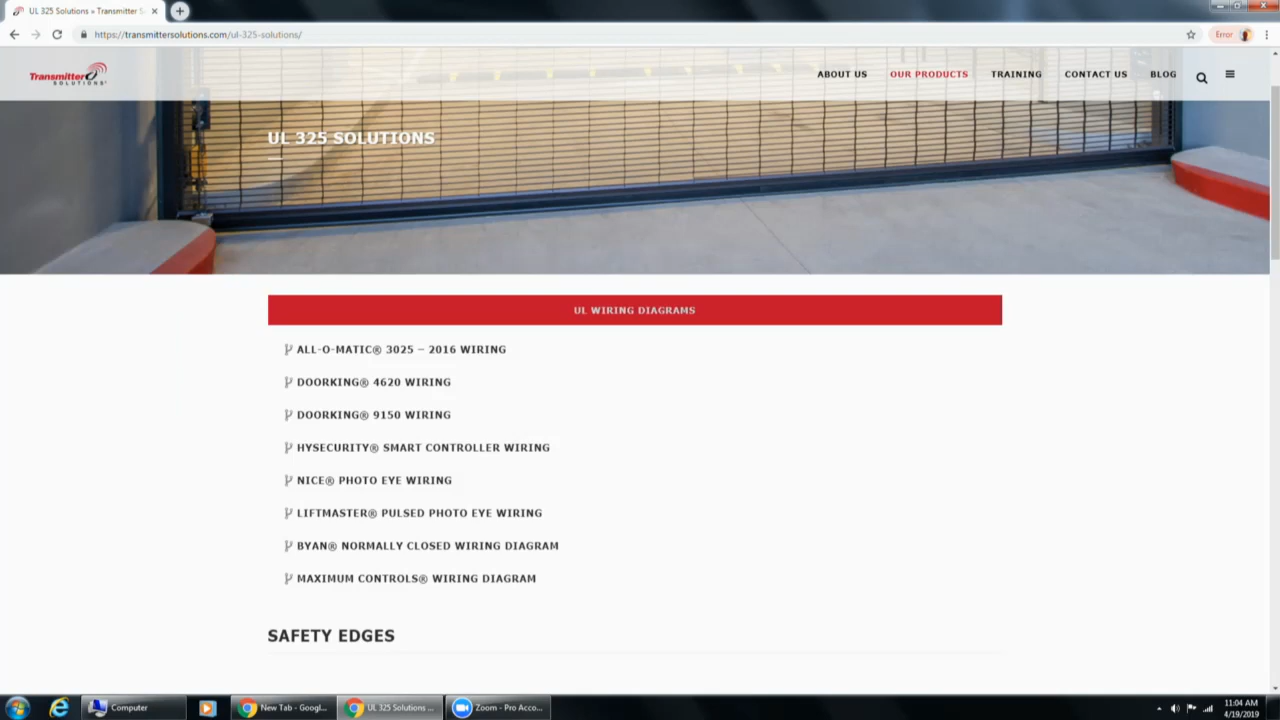 UL 325 Solutions » Transmitter S
https://transmittersolutions.com/ul-325-solutions/
Error
Transmitter
SOLUTIONS
ABOUT US
OUR PRODUCTS
TRAINING
CONTACT US
BLOG
UL 325 SOLUTIONS
UL WIRING DIAGRAMS
ALL-O-MATIC® 3025 – 2016 WIRING
DOORKING® 4620 WIRING
DOORKING® 9150 WIRING
HYSECURITY® SMART CONTROLLER WIRING
NICE® PHOTO EYE WIRING
LIFTMASTER® PULSED PHOTO EYE WIRING
BYAN® NORMALLY CLOSED WIRING DIAGRAM
MAXIMUM CONTROLS® WIRING DIAGRAM
SAFETY EDGES
Computer
New Tab - Googl...
UL 325 Solutions ...
Zoom - Pro Acco...
11:04 AM
4/19/2019